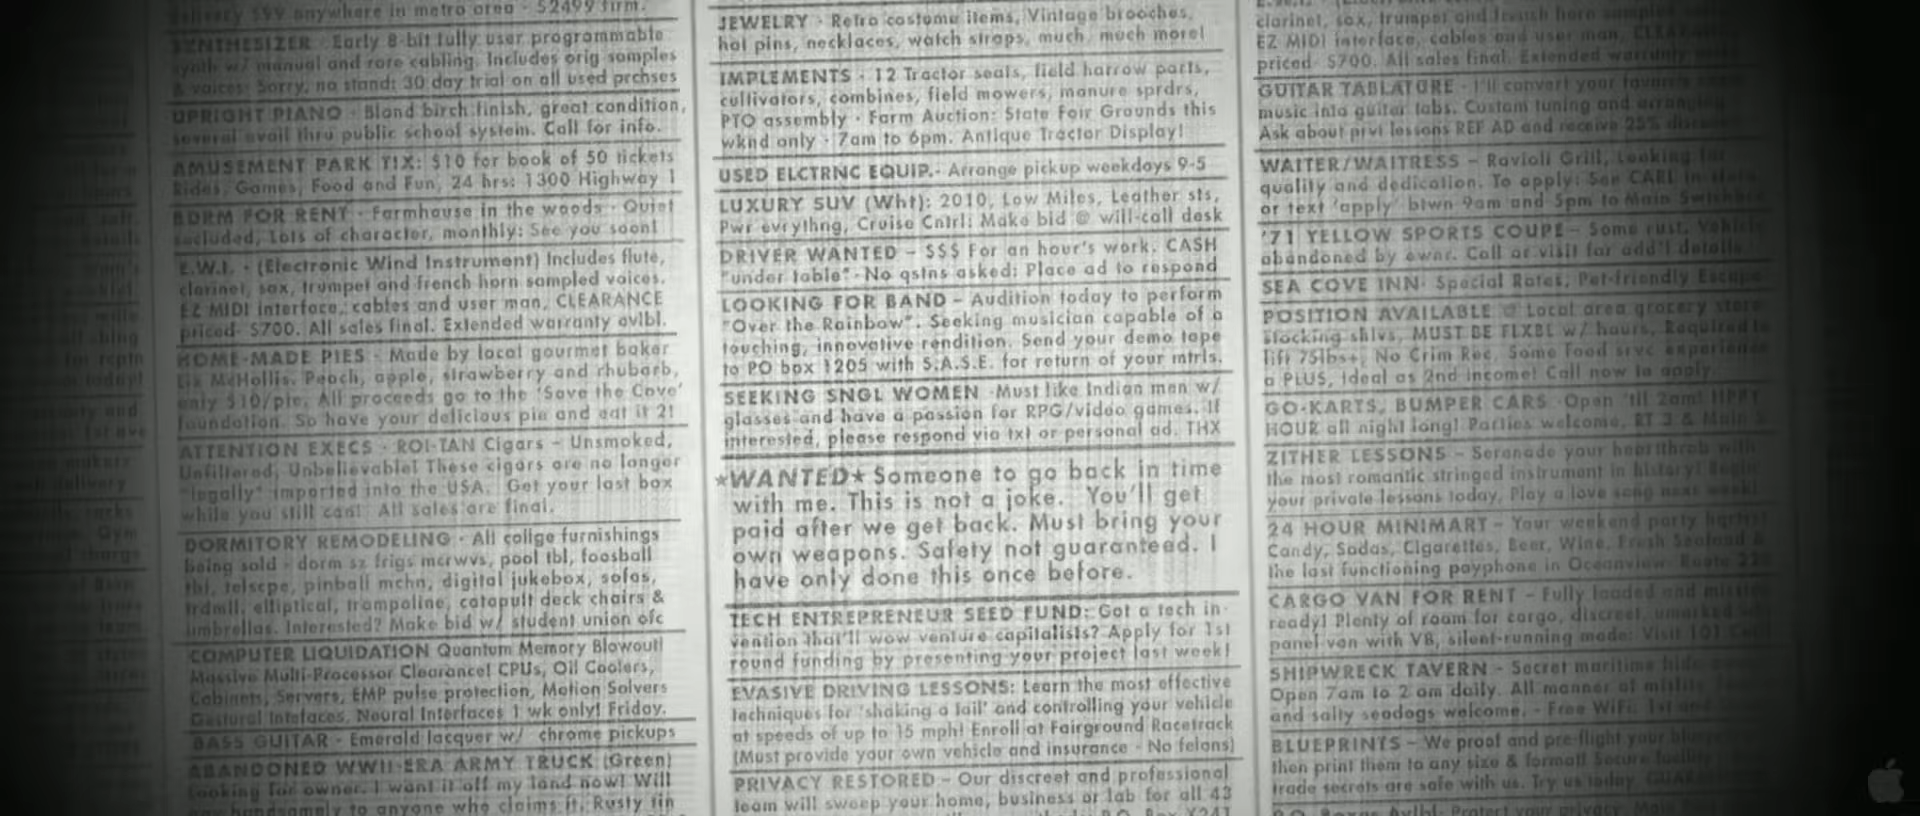 delivery $99 anywhere in metro area - $2499 firm.
SYNTHESIZER - Early 8-bit fully user programmable
synth w/ manual and rare cabling. Includes orig samples
& voices: Sorry, no stand: 30 day trial on all used prchses
UPRIGHT PIANO - Blond birch finish, great condition,
several avail thru public school system. Call for info.
AMUSEMENT PARK TIX: $10 for book of 50 tickets
Rides, Games, Food and Fun, 24 hrs: 1300 Highway 1
BDRM FOR RENT - Farmhouse in the woods - Quiet
secluded, Lots of character, monthly: See you soon!
E.W.I. - (Electronic Wind Instrument) Includes flute,
clarinet, sax, trumpet and french horn sampled voices.
EZ MIDI interface, cables and user man, CLEARANCE
priced- $700. All sales final. Extended warranty avlbl.
HOME-MADE PIES - Made by local gourmet baker
Liz McHollis. Peach, apple, strawberry and rhubarb,
only $10/pie. All proceeds go to the 'Save the Cove'
foundation. So have your delicious pie and eat it 2!
ATTENTION EXECS - ROI-TAN Cigars - Unsmoked,
Unfiltered, Unbelievable! These cigars are no longer
"legally" imported into the USA. Get your last box
while you still can! All sales are final.
DORMITORY REMODELING - All collge furnishings
being sold - dorm sz frigs mcrwvs, pool tbl, foosball
tbl, telscpe, pinball mchn, digital jukebox, sofas,
trdmll, elliptical, trampoline, catapult deck chairs &
umbrellas. Interested? Make bid w/ student union ofc
COMPUTER LIQUIDATION Quantum Memory Blowout!
Massive Multi-Processor Clearance! CPUs, Oil Coolers,
Cabinets, Servers, EMP pulse protection, Motion Solvers
Gestural Intefaces, Neural Interfaces 1 wk only! Friday.
BASS GUITAR - Emerald lacquer w/ chrome pickups
ABANDONED WWII-ERA ARMY TRUCK (Green)
Looking for owner. I want it off my land now! Will
pay handsomely to anyone who claims it. Rusty tin
JEWELRY - Retro costume items, Vintage brooches,
hat pins, necklaces, watch straps, much, much more!
IMPLEMENTS - 12 Tractor seats, field harrow parts,
cultivators, combines, field mowers, manure sprdrs,
PTO assembly - Farm Auction: State Fair Grounds this
wknd only - 7am to 6pm. Antique Tractor Display!
USED ELCTRNC EQUIP.- Arrange pickup weekdays 9-5
LUXURY SUV (Wht): 2010, Low Miles, Leather sts,
Pwr evrythng, Cruise Cntrl: Make bid @ will-call desk
DRIVER WANTED - $$$ For an hour's work. CASH
"under table"- No qstns asked: Place ad to respond
LOOKING FOR BAND - Audition today to perform
"Over the Rainbow". Seeking musician capable of a
touching, innovative rendition. Send your demo tape
to PO box 1205 with S.A.S.E. for return of your mtrls.
SEEKING SNGL WOMEN -Must like Indian men w/
glasses and have a passion for RPG/video games. If
interested, please respond via txt or personal ad. THX
★WANTED★ Someone to go back in time
with me. This is not a joke. You'll get
paid after we get back. Must bring your
own weapons. Safety not guaranteed. I
have only done this once before.
TECH ENTREPRENEUR SEED FUND: Got a tech in-
vention that'll wow venture capitalists? Apply for 1st
round funding by presenting your project last week!
EVASIVE DRIVING LESSONS: Learn the most effective
techniques for 'shaking a tail' and controlling your vehicle
at speeds of up to 15 mph! Enroll at Fairground Racetrack
(Must provide your own vehicle and insurance - No felons)
PRIVACY RESTORED - Our discreet and professional
team will sweep your home, business or lab for all 43
clarinet, sax, trumpet and french horn sampled
EZ MIDI interface, cables and user man, CLEAR
priced- $700. All sales final. Extended warranty
GUITAR TABLATURE - I'll convert your favorite
music into guitar tabs. Custom tuning and arranging
Ask about prvt lessons REF AD and receive 25%
WAITER/WAITRESS - Ravioli Grill, Looking for
quality and dedication. To apply: See CARL
or text 'apply' btwn 9am and 5pm to Main
'71 YELLOW SPORTS COUPE - Some rust. Vehicle
abandoned by ownr. Call or visit for add'l details
SEA COVE INN- Special Rates, Pet-friendly
POSITION AVAILABLE @ Local area grocery store
stocking shlvs, MUST BE FLXBL w/ hours, Required to
lift 75lbs+, No Crim Rec, Some food srvc experience
a PLUS, Ideal as 2nd income! Call now to apply.
GO-KARTS, BUMPER CARS -Open 'til 2am! HPPY
HOUR all night long! Parties welcome, RT 3 & Main
ZITHER LESSONS - Serenade your heartthrob with
the most romantic stringed instrument in history! Begin
your private lessons today, Play a love song next week!
24 HOUR MINIMART - Your weekend party
Candy, Sodas, Cigarettes, Beer, Wine, Fresh Seafood &
the last functioning payphone in Oceanview: Route
CARGO VAN FOR RENT - Fully loaded and
ready! Plenty of room for cargo, discreet, unmarked
panel van with V8, silent-running mode: Visit 101
SHIPWRECK TAVERN - Secret maritime
Open 7am to 2 am daily. All manner of
and salty seadogs welcome. - Free WiFi.
BLUEPRINTS - We proof and pre-flight your
then print them to any size & format! Secure facility
trade secrets are safe with us. Try us today.